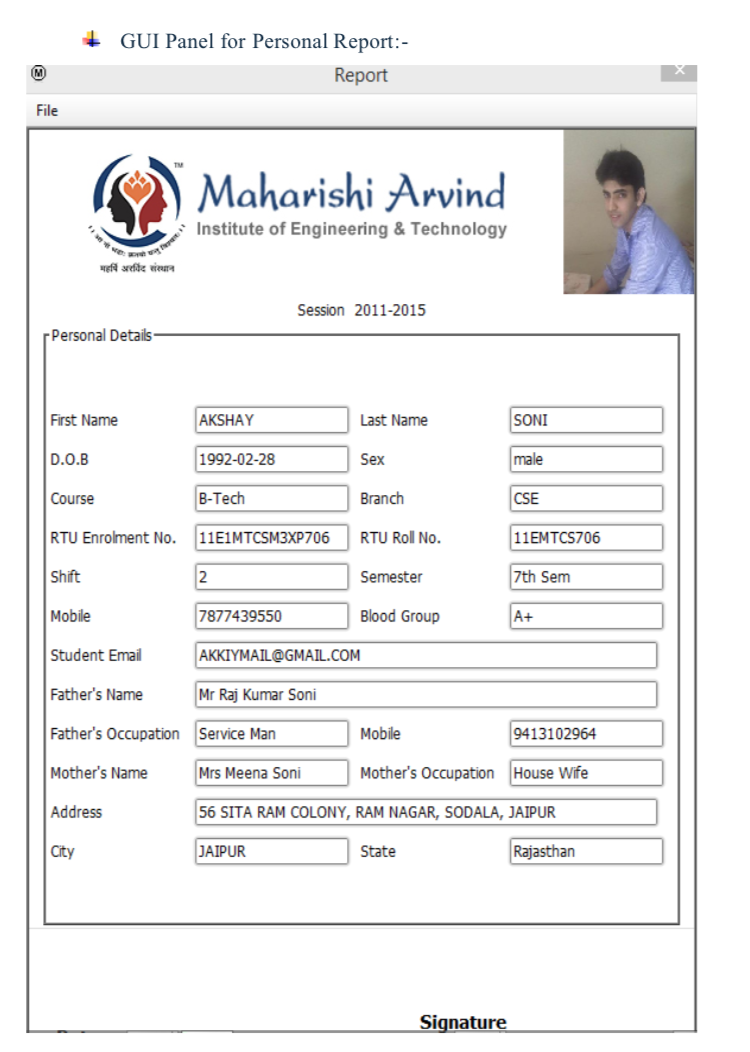 GUI Panel for Personal Report:-
Report
File
TM
Maharishi Arvind
Institute of Engineering & Technology
महर्षि अरविंद संस्थान
Session 2011-2015
Personal Details
First Name AKSHAY Last Name SONI
D.O.B 1992-02-28 Sex male
Course B-Tech Branch CSE
RTU Enrolment No. 11E1MTCSM3XP706 RTU Roll No. 11EMTCS706
Shift 2 Semester 7th Sem
Mobile 7877439550 Blood Group A+
Student Email AKKIYMAIL@GMAIL.COM
Father's Name Mr Raj Kumar Soni
Father's Occupation Service Man Mobile 9413102964
Mother's Name Mrs Meena Soni Mother's Occupation House Wife
Address 56 SITA RAM COLONY, RAM NAGAR, SODALA, JAIPUR
City JAIPUR State Rajasthan
Signature